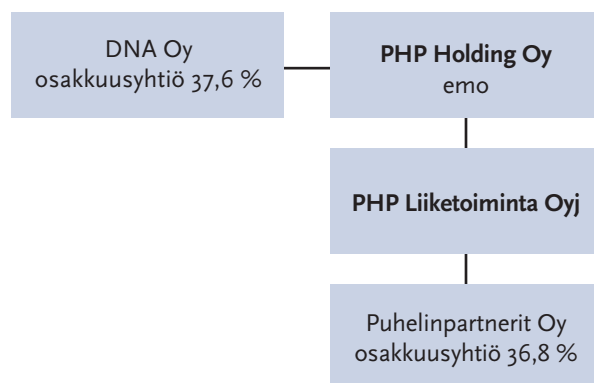 DNA Oy
osakkuusyhtiö 37,6 %
PHP Holding Oy
emo
PHP Liiketoiminta Oyj
Puhelinpartnerit Oy
osakkuusyhtiö 36,8 %